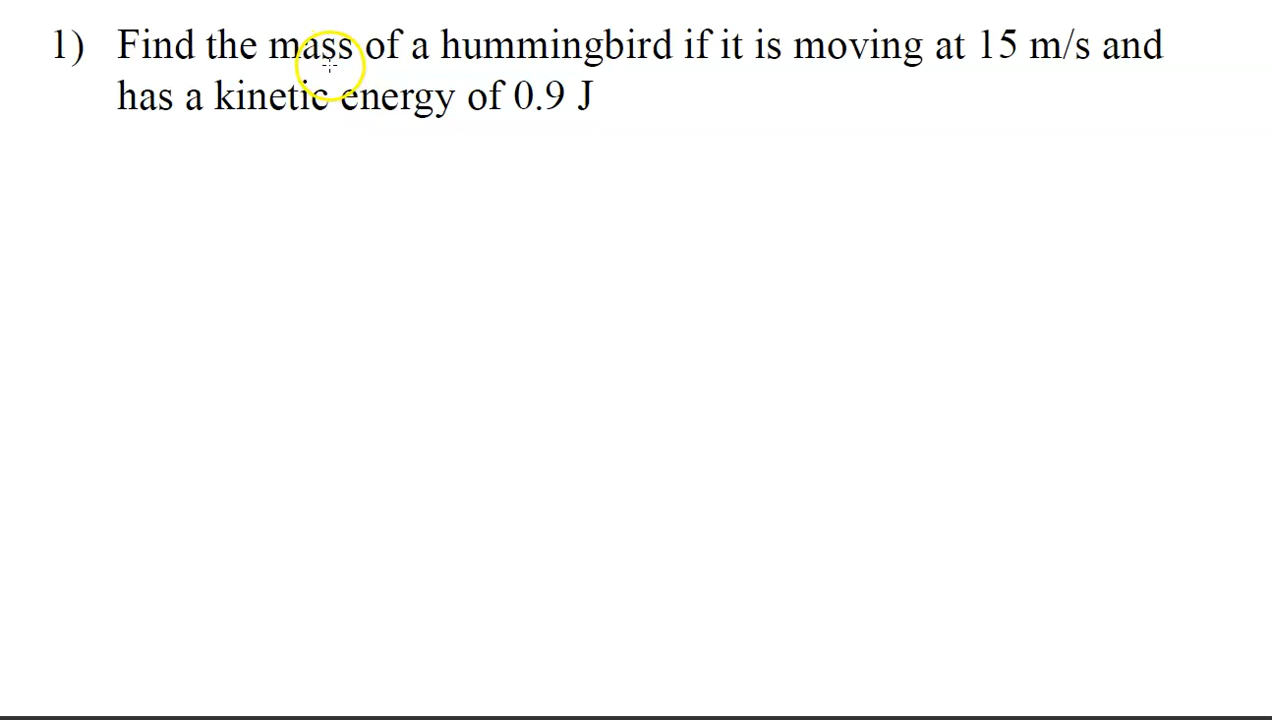 1) Find the mass of a hummingbird if it is moving at 15 m/s and
has a kinetic energy of 0.9 J